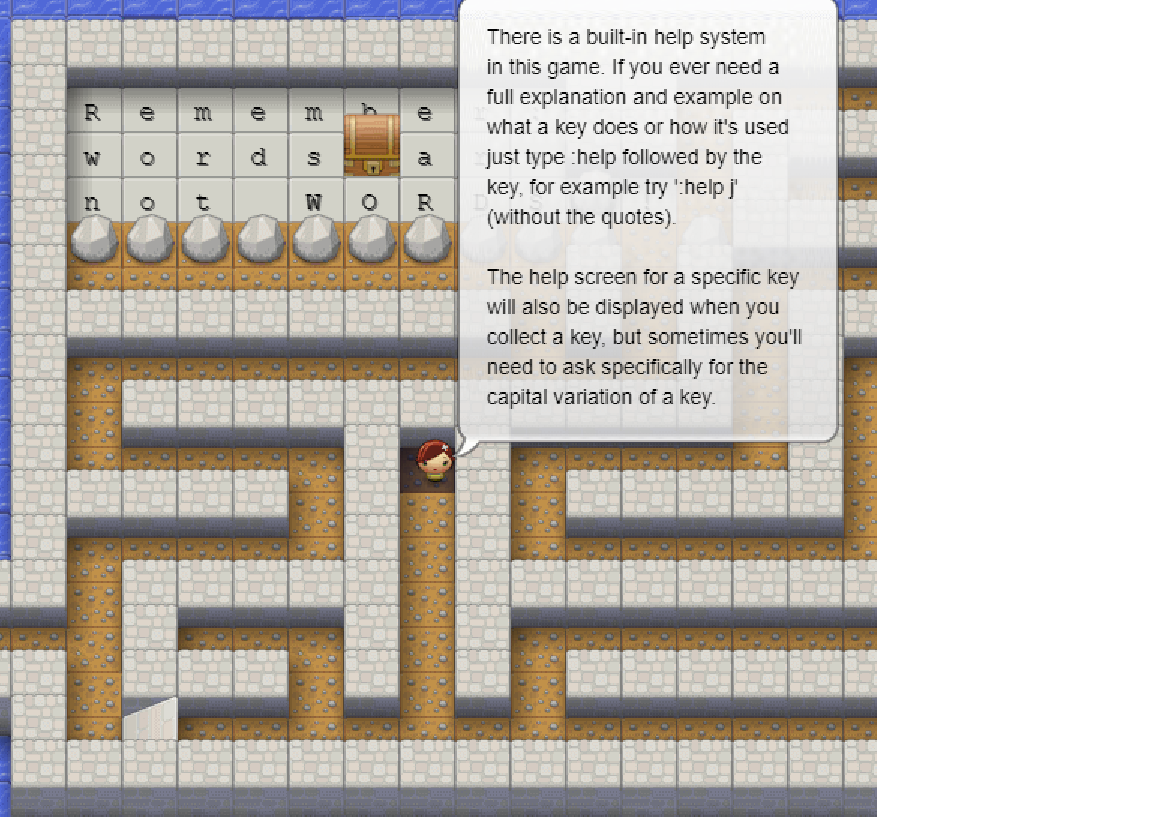 R e m e m b e
w o r d s a
n o t W O R D S
There is a built-in help system
in this game. If you ever need a
full explanation and example on
what a key does or how it's used
just type :help followed by the
key, for example try ':help j'
(without the quotes).
The help screen for a specific key
will also be displayed when you
collect a key, but sometimes you'll
need to ask specifically for the
capital variation of a key.